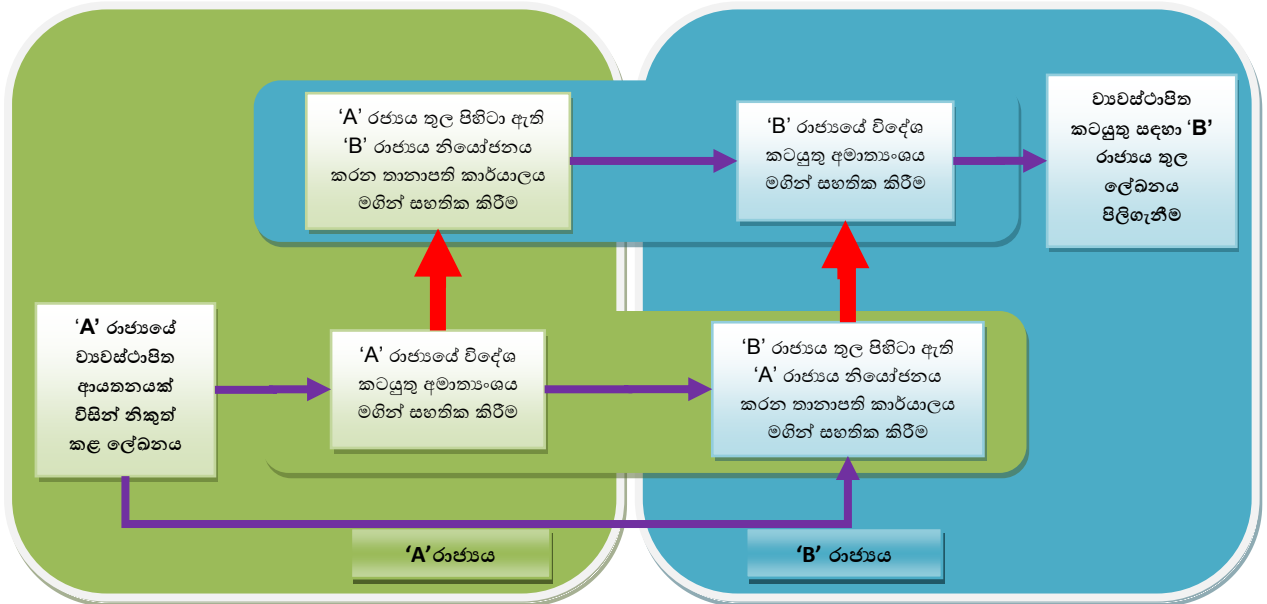 ‘A’ රජ්‍යය තුල පිහිටා ඇති
‘B’ රාජ්‍යය නියෝජනය
කරන තානාපති කාර්යාලය
මගින් සහතික කිරීම
‘B’ රාජ්‍යයේ විදේශ
කටයුතු අමාත්‍යංශය
මගින් සහතික කිරීම
ව්‍යවස්ථාපිත
කටයුතු සඳහා ‘B’
රාජ්‍යය තුල
ලේඛනය
පිලිගැනීම
‘A’ රාජ්‍යයේ
ව්‍යවස්ථාපිත
ආයතනයක්
විසින් නිකුත්
කළ ලේඛනය
‘A’ රාජ්‍යයේ විදේශ
කටයුතු අමාත්‍යංශය
මගින් සහතික කිරීම
‘B’ රාජ්‍යය තුල පිහිටා ඇති
‘A’ රාජ්‍යය නියෝජනය
කරන තානාපති කාර්යාලය
මගින් සහතික කිරීම
‘A’රාජ්‍යය
‘B’ රාජ්‍යය